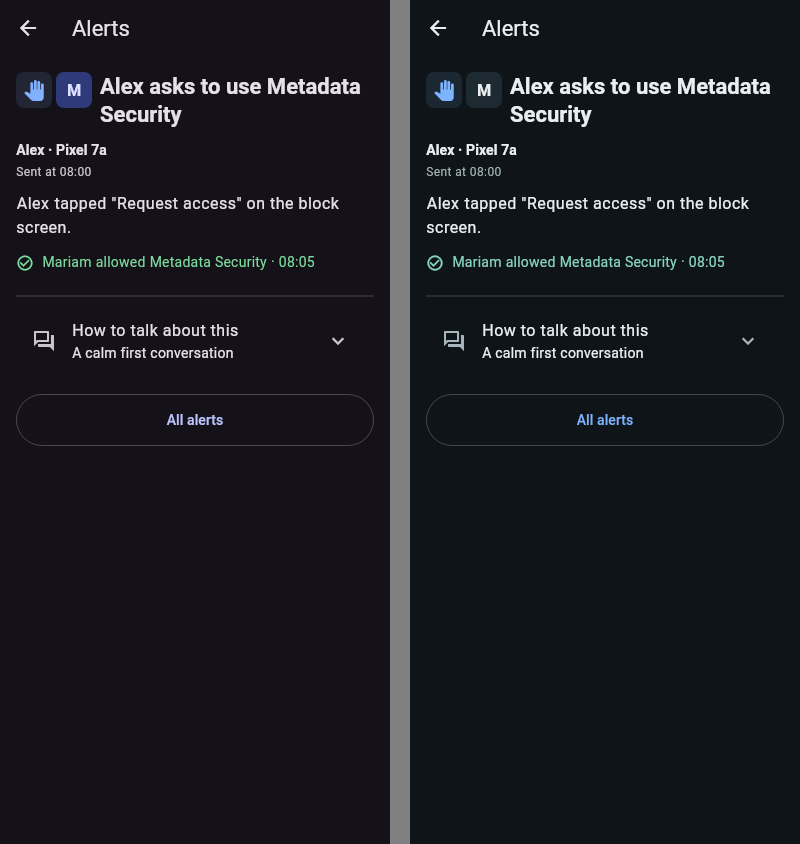 Alerts
M
Alex asks to use Metadata
Security
Alex · Pixel 7a
Sent at 08:00
Alex tapped "Request access" on the block
screen.
Mariam allowed Metadata Security · 08:05
How to talk about this
A calm first conversation
All alerts
Alerts
M
Alex asks to use Metadata
Security
Alex · Pixel 7a
Sent at 08:00
Alex tapped "Request access" on the block
screen.
Mariam allowed Metadata Security · 08:05
How to talk about this
A calm first conversation
All alerts